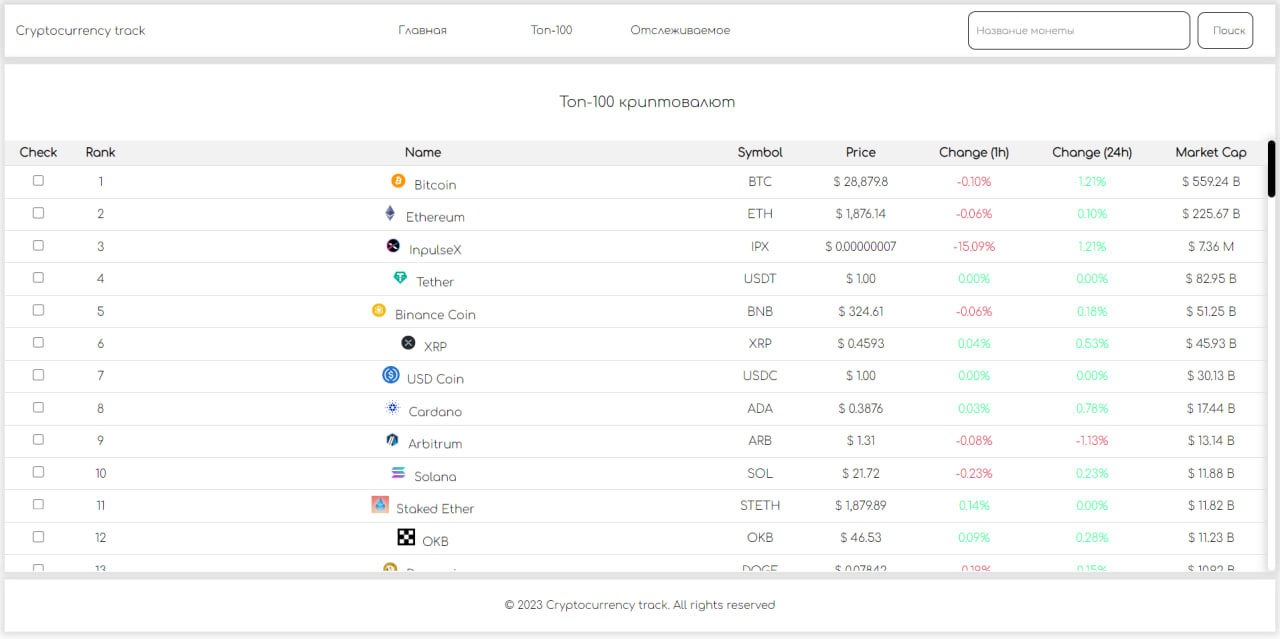 Cryptocurrency track Главная Топ-100 Отслеживаемое Название монеты Поиск
Топ-100 криптовалют
Check Rank Name Symbol Price Change (1h) Change (24h) Market Cap
1 Bitcoin BTC $ 28,879.8 -0.10% 1.21% $ 559.24 B
2 Ethereum ETH $ 1,876.14 -0.06% 0.10% $ 225.67 B
3 InpulseX IPX $ 0.00000007 -15.09% 1.21% $ 7.36 M
4 Tether USDT $ 1.00 0.00% 0.00% $ 82.95 B
5 Binance Coin BNB $ 324.61 -0.06% 0.18% $ 51.25 B
6 XRP XRP $ 0.4593 0.04% 0.53% $ 45.93 B
7 USD Coin USDC $ 1.00 0.00% 0.00% $ 30.13 B
8 Cardano ADA $ 0.3876 0.03% 0.78% $ 17.44 B
9 Arbitrum ARB $ 1.31 -0.08% -1.13% $ 13.14 B
10 Solana SOL $ 21.72 -0.23% 0.23% $ 11.88 B
11 Staked Ether STETH $ 1,879.89 0.14% 0.00% $ 11.82 B
12 OKB OKB $ 46.53 0.09% 0.28% $ 11.23 B
13 DOGE $ 0.07842 -0.19% 0.15% $ 10.92 B
© 2023 Cryptocurrency track. All rights reserved